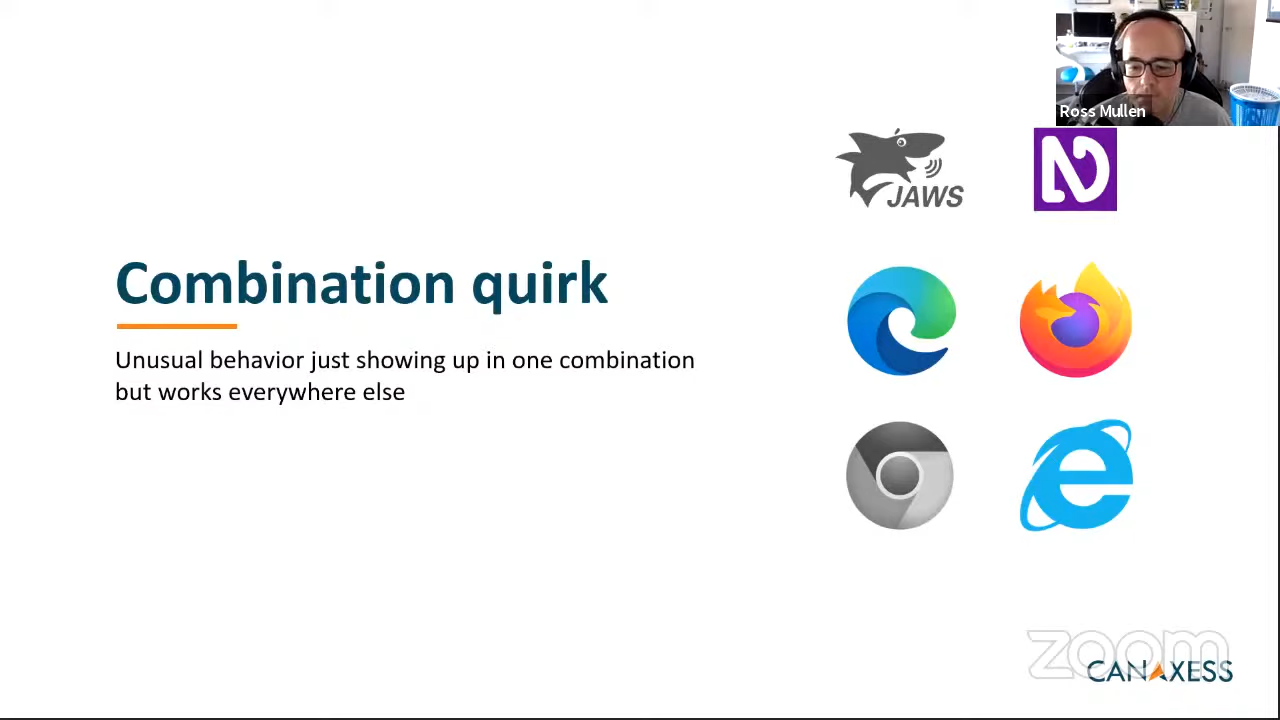 Ross Mullen
JAWS
Combination quirk
Unusual behavior just showing up in one combination
but works everywhere else
zoom
CANAXESS